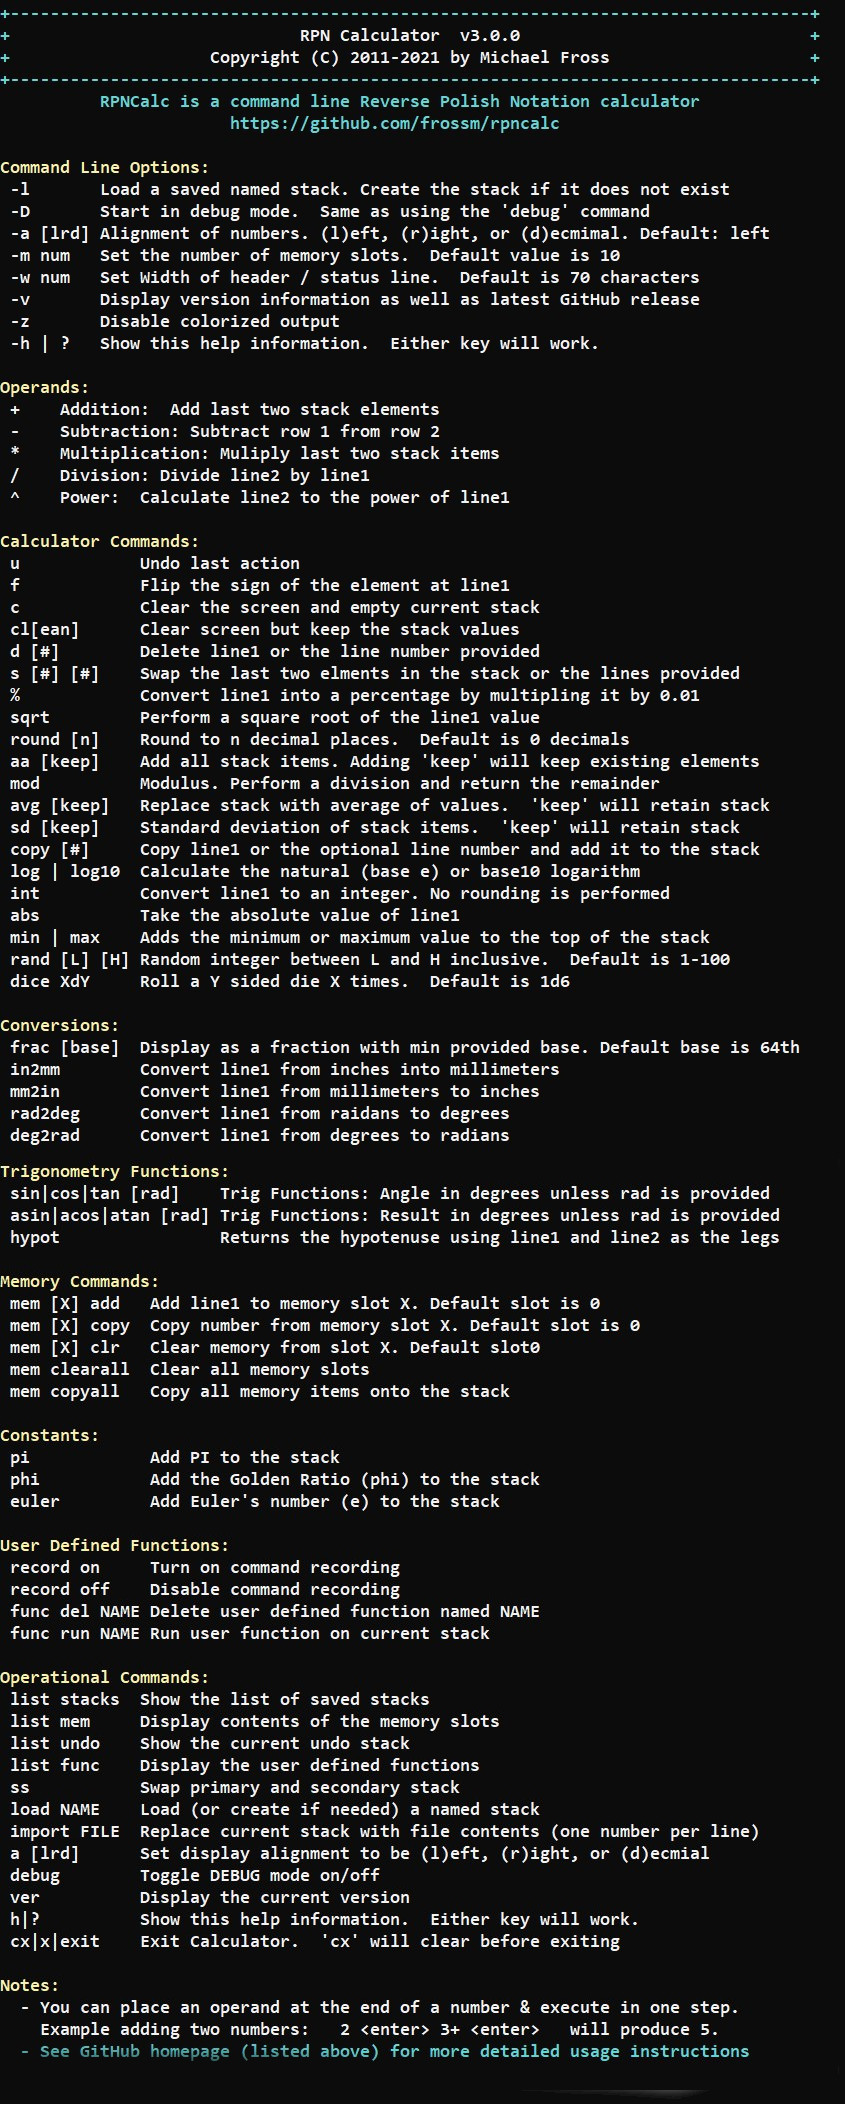 +--------------------------------------------------------------------------------+
+                             RPN Calculator  v3.0.0                             +
+                    Copyright (C) 2011-2021 by Michael Fross                    +
+--------------------------------------------------------------------------------+
          RPNCalc is a command line Reverse Polish Notation calculator
                       https://github.com/frossm/rpncalc

Command Line Options:
 -l       Load a saved named stack. Create the stack if it does not exist
 -D       Start in debug mode.  Same as using the 'debug' command
 -a [lrd] Alignment of numbers. (l)eft, (r)ight, or (d)ecmimal. Default: left
 -m num   Set the number of memory slots.  Default value is 10
 -w num   Set Width of header / status line.  Default is 70 characters
 -v       Display version information as well as latest GitHub release
 -z       Disable colorized output
 -h | ?   Show this help information.  Either key will work.

Operands:
 +    Addition:  Add last two stack elements
 -    Subtraction: Subtract row 1 from row 2
 *    Multiplication: Muliply last two stack items
 /    Division: Divide line2 by line1
 ^    Power:  Calculate line2 to the power of line1

Calculator Commands:
 u            Undo last action
 f            Flip the sign of the element at line1
 c            Clear the screen and empty current stack
 cl[ean]      Clear screen but keep the stack values
 d [#]        Delete line1 or the line number provided
 s [#] [#]    Swap the last two elments in the stack or the lines provided
 %            Convert line1 into a percentage by multipling it by 0.01
 sqrt         Perform a square root of the line1 value
 round [n]    Round to n decimal places.  Default is 0 decimals
 aa [keep]    Add all stack items. Adding 'keep' will keep existing elements
 mod          Modulus. Perform a division and return the remainder
 avg [keep]   Replace stack with average of values.  'keep' will retain stack
 sd [keep]    Standard deviation of stack items.  'keep' will retain stack
 copy [#]     Copy line1 or the optional line number and add it to the stack
 log | log10  Calculate the natural (base e) or base10 logarithm
 int          Convert line1 to an integer. No rounding is performed
 abs          Take the absolute value of line1
 min | max    Adds the minimum or maximum value to the top of the stack
 rand [L] [H] Random integer between L and H inclusive.  Default is 1-100
 dice XdY     Roll a Y sided die X times.  Default is 1d6

Conversions:
 frac [base]  Display as a fraction with min provided base. Default base is 64th
 in2mm        Convert line1 from inches into millimeters
 mm2in        Convert line1 from millimeters to inches
 rad2deg      Convert line1 from raidans to degrees
 deg2rad      Convert line1 from degrees to radians

Trigonometry Functions:
 sin|cos|tan [rad]    Trig Functions: Angle in degrees unless rad is provided
 asin|acos|atan [rad] Trig Functions: Result in degrees unless rad is provided
 hypot                Returns the hypotenuse using line1 and line2 as the legs

Memory Commands:
 mem [X] add   Add line1 to memory slot X. Default slot is 0
 mem [X] copy  Copy number from memory slot X. Default slot is 0
 mem [X] clr   Clear memory from slot X. Default slot0
 mem clearall  Clear all memory slots
 mem copyall   Copy all memory items onto the stack

Constants:
 pi            Add PI to the stack
 phi           Add the Golden Ratio (phi) to the stack
 euler         Add Euler's number (e) to the stack

User Defined Functions:
 record on     Turn on command recording
 record off    Disable command recording
 func del NAME Delete user defined function named NAME
 func run NAME Run user function on current stack

Operational Commands:
 list stacks  Show the list of saved stacks
 list mem     Display contents of the memory slots
 list undo    Show the current undo stack
 list func    Display the user defined functions
 ss           Swap primary and secondary stack
 load NAME    Load (or create if needed) a named stack
 import FILE  Replace current stack with file contents (one number per line)
 a [lrd]      Set display alignment to be (l)eft, (r)ight, or (d)ecmial
 debug        Toggle DEBUG mode on/off
 ver          Display the current version
 h|?          Show this help information.  Either key will work.
 cx|x|exit    Exit Calculator.  'cx' will clear before exiting

Notes:
  - You can place an operand at the end of a number & execute in one step.
    Example adding two numbers:   2 <enter> 3+ <enter>   will produce 5.
  - See GitHub homepage (listed above) for more detailed usage instructions